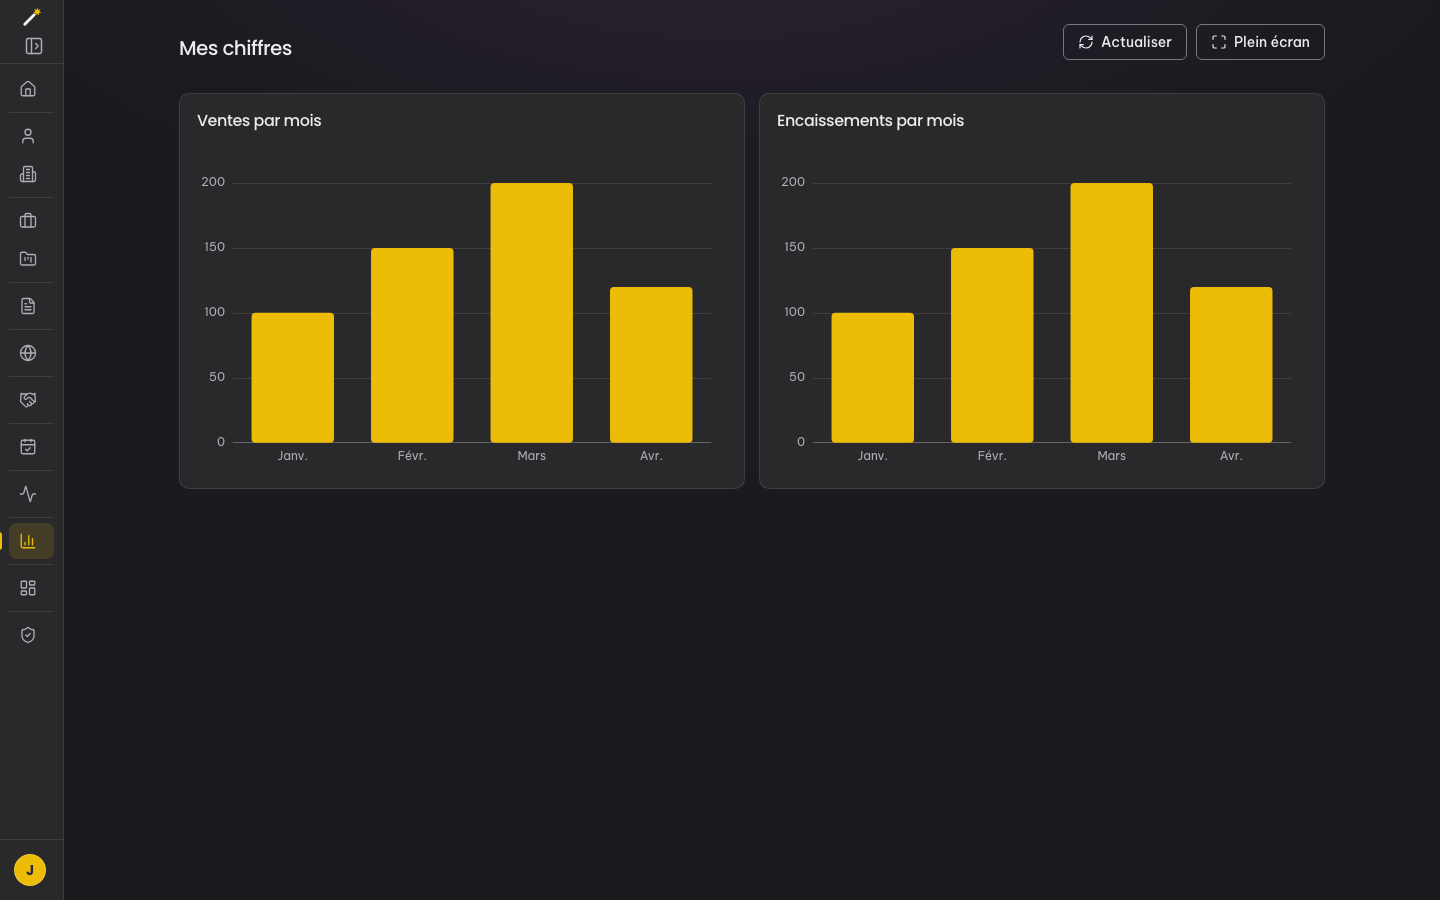 Mes chiffres
Actualiser
Plein écran
Ventes par mois
200
150
100
50
0
Janv.
Févr.
Mars
Avr.
Encaissements par mois
200
150
100
50
0
Janv.
Févr.
Mars
Avr.
J